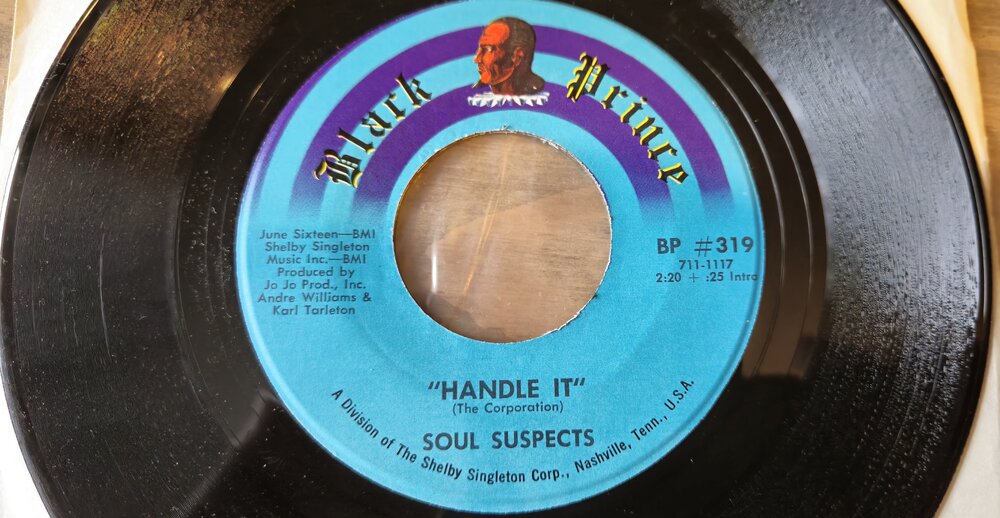 Black Prince
June Sixteen—BMI
Shelby Singleton
Music Inc.—BMI
Produced by
Jo Jo Prod., Inc.
Andre Williams &
Karl Tarleton
BP #319
711-1117
2:20 + :25 Intro
"HANDLE IT"
(The Corporation)
SOUL SUSPECTS
A Division of The Shelby Singleton Corp., Nashville, Tenn., U.S.A.